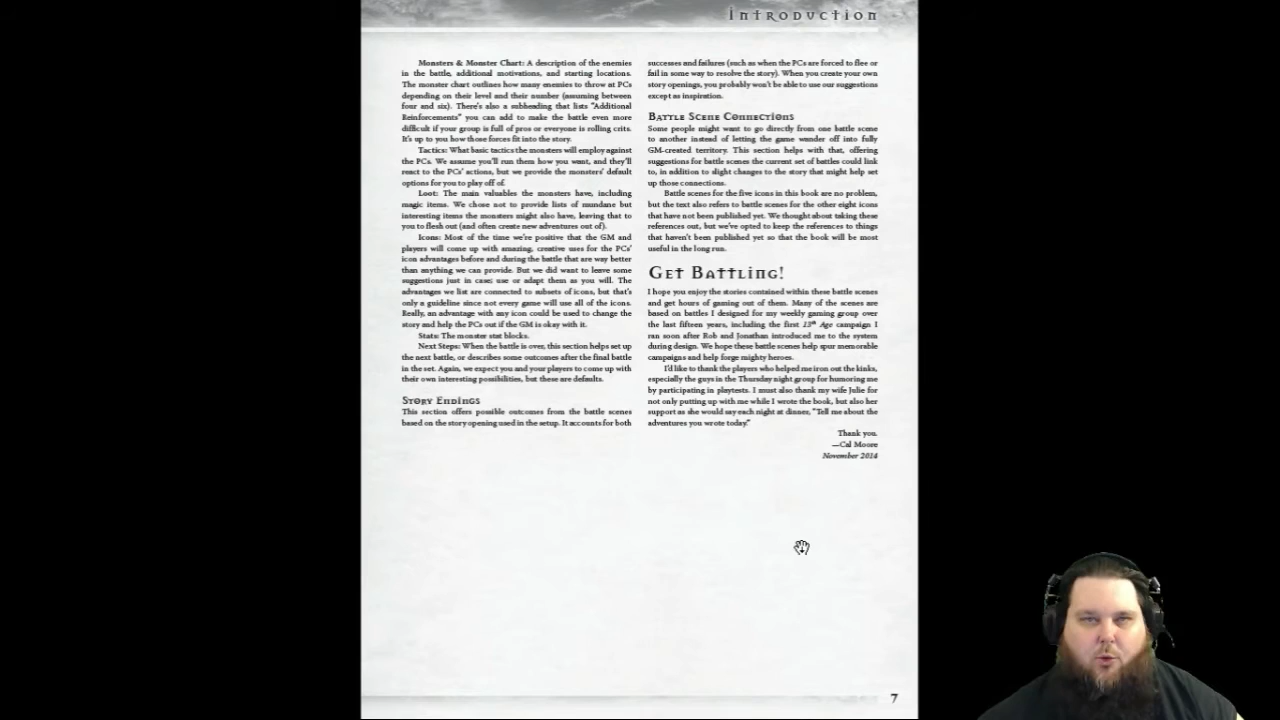 Introduction
Monsters & Monster Chart: A description of the enemies
in the battle, additional motivations, and starting locations.
The monster chart outlines how many enemies to throw at PCs
depending on their level and their number (assuming between
four and six). There's also a subheading that lists "Additional
Reinforcements" you can add to make the battle even more
difficult if your group is full of pros or everyone is rolling crits.
It's up to you how those forces fit into the story.
Tactics: What basic tactics the monsters will employ against
the PCs. We assume you'll run them how you want, and they'll
react to the PCs' actions, but we provide the monsters' default
options for you to play off of.
Loot: The main valuables the monsters have, including
magic items. We chose not to provide lists of mundane but
interesting items the monsters might also have, leaving that to
you to flesh out (and often create new adventures out of).
Icons: Most of the time we're positive that the GM and
players will come up with amazing, creative uses for the PCs'
icon advantages before and during the battle that are way better
than anything we can provide. But we did want to leave some
suggestions just in case; use or adapt them as you will. The
advantages we list are connected to subsets of icons, but that's
only a guideline since not every game will use all of the icons.
Really, an advantage with any icon could be used to change the
story and help the PCs out if the GM is okay with it.
Stats: The monster stat blocks.
Next Steps: When the battle is over, this section helps set up
the next battle, or describes some outcomes after the final battle
in the set. Again, we expect you and your players to come up with
their own interesting possibilities, but these are defaults.
Story Endings
This section offers possible outcomes from the battle scenes
based on the story opening used in the setup. It accounts for both
successes and failures (such as when the PCs are forced to flee or
fail in some way to resolve the story). When you create your own
story openings, you probably won't be able to use our suggestions
except as inspiration.
Battle Scene Connections
Some people might want to go directly from one battle scene
to another instead of letting the game wander off into fully
GM-created territory. This section helps with that, offering
suggestions for battle scenes the current set of battles could link
to, in addition to slight changes to the story that might help set
up those connections.
Battle scenes for the five icons in this book are no problem,
but the text also refers to battle scenes for the other eight icons
that have not been published yet. We thought about taking these
references out, but we've opted to keep the references to things
that haven't been published yet so that the book will be most
useful in the long run.
Get Battling!
I hope you enjoy the stories contained within these battle scenes
and get hours of gaming out of them. Many of the scenes are
based on battles I designed for my weekly gaming group over
the last fifteen years, including the first 13th Age campaign I
ran soon after Rob and Jonathan introduced me to the system
during design. We hope these battle scenes help spur memorable
campaigns and help forge mighty heroes.
I'd like to thank the players who helped me iron out the kinks,
especially the guys in the Thursday night group for humoring me
by participating in playtests. I must also thank my wife Julie for
not only putting up with me while I wrote the book, but also her
support as she would say each night at dinner, "Tell me about the
adventures you wrote today."
Thank you.
—Cal Moore
November 2014
7